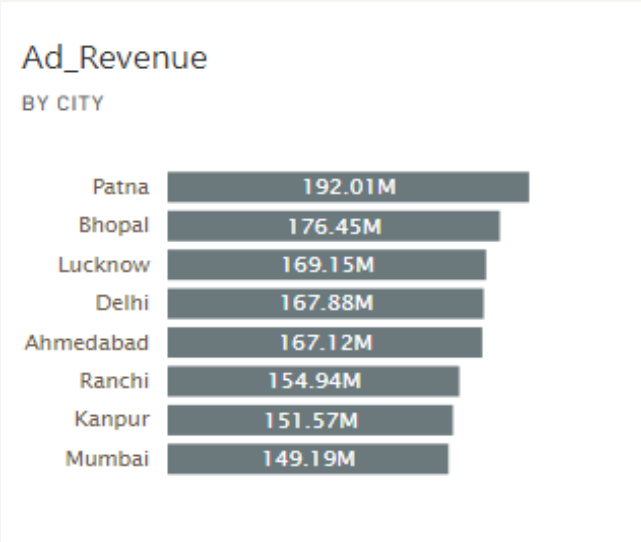 Ad_Revenue
BY CITY
Patna 192.01M
Bhopal 176.45M
Lucknow 169.15M
Delhi 167.88M
Ahmedabad 167.12M
Ranchi 154.94M
Kanpur 151.57M
Mumbai 149.19M